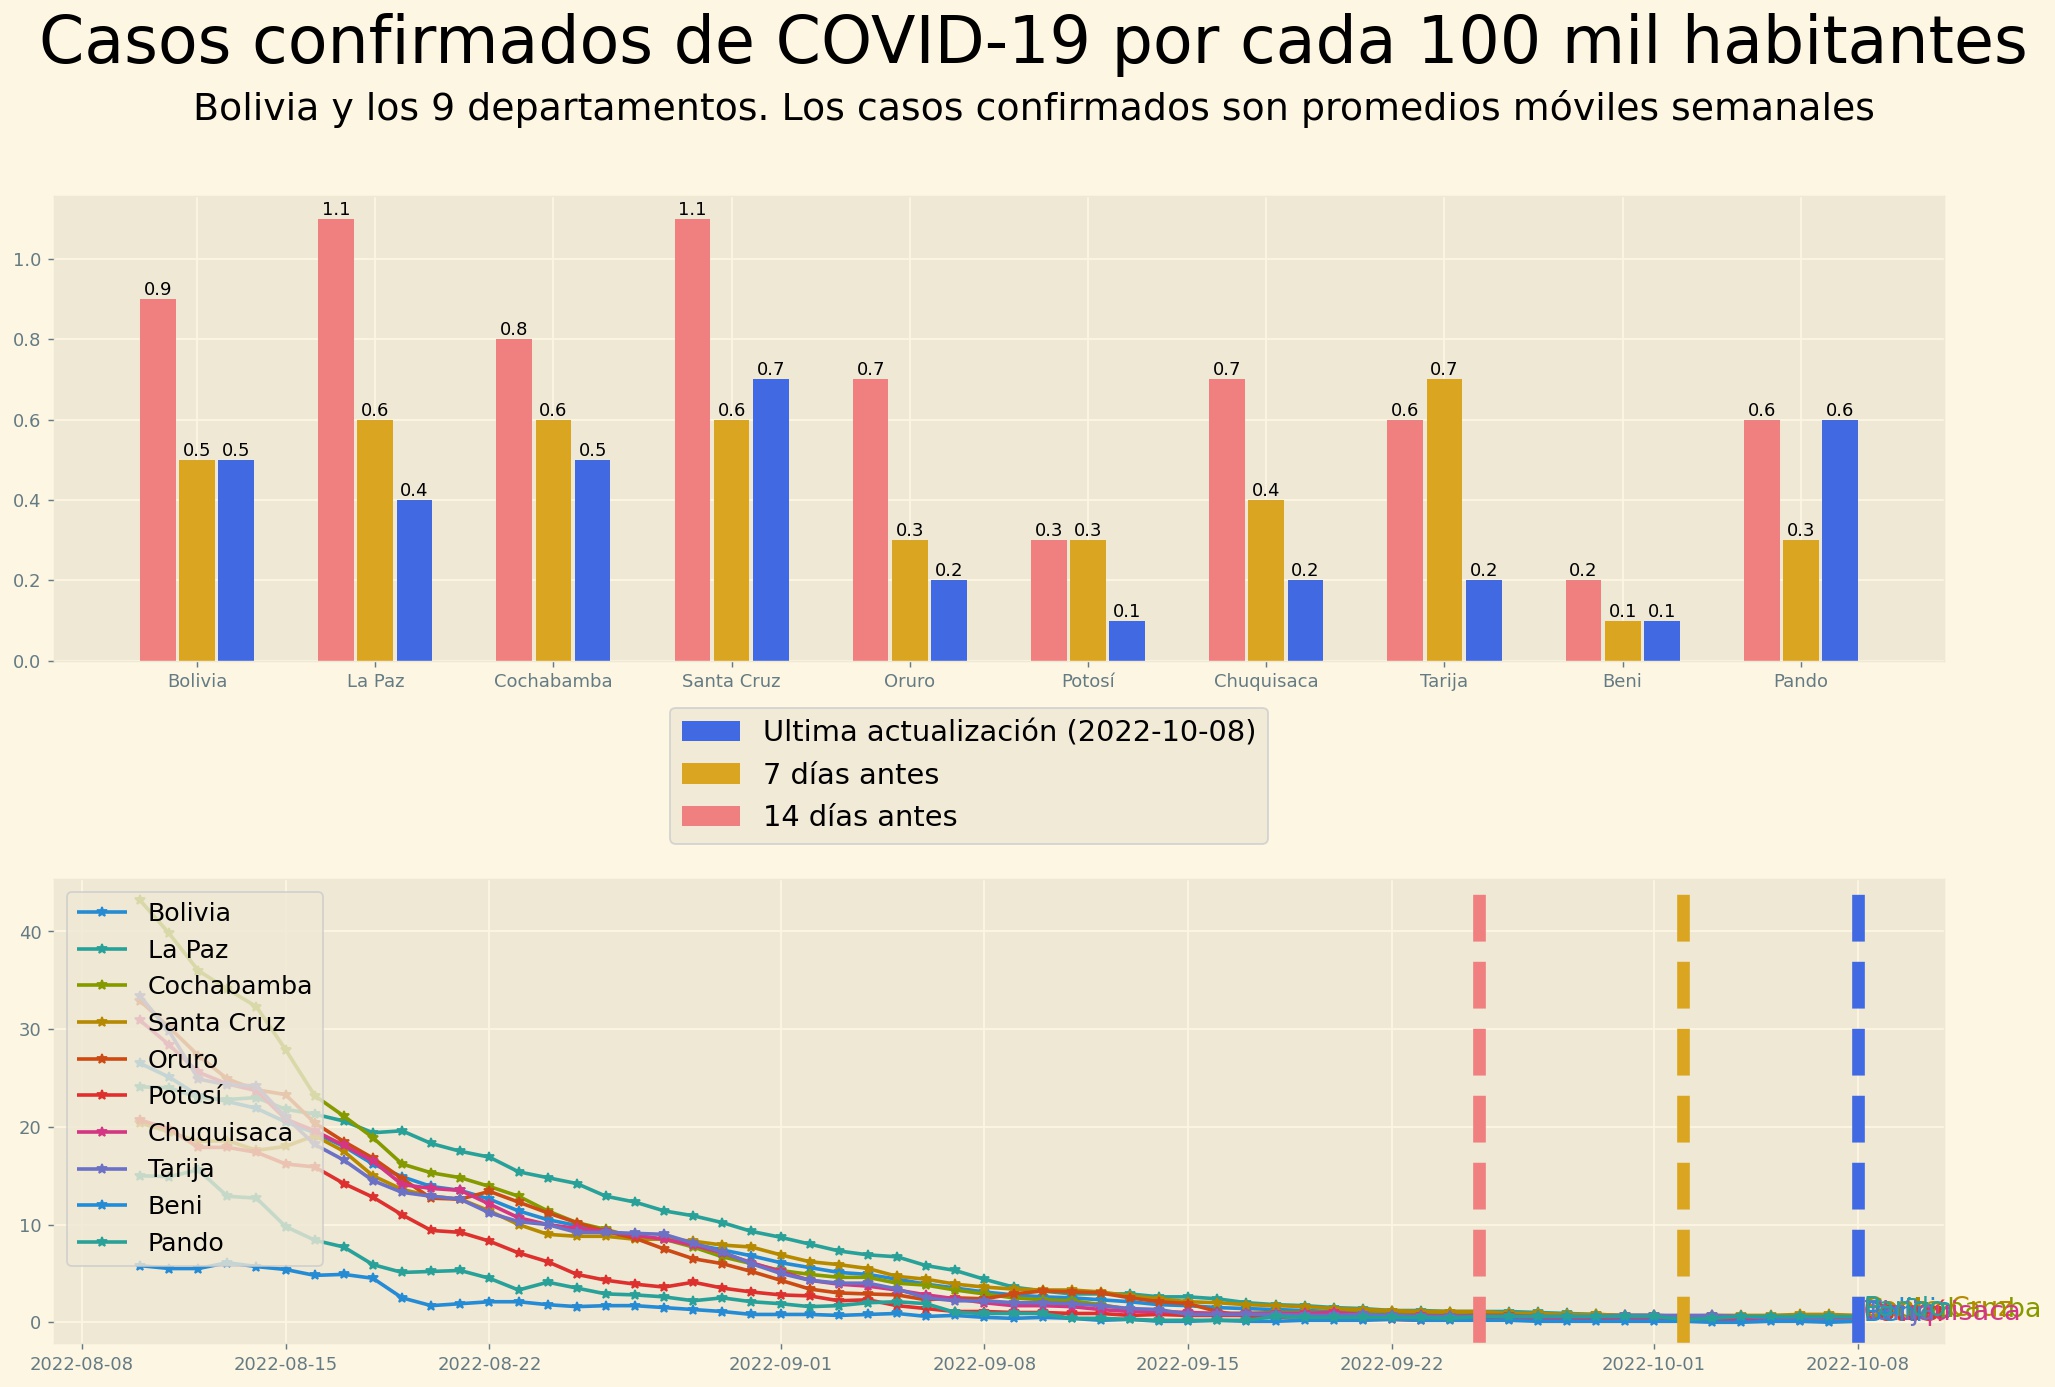 Casos confirmados de COVID-19 por cada 100 mil habitantes
Bolivia y los 9 departamentos. Los casos confirmados son promedios móviles semanales
1.1 1.1
1.0
0.9
0.8 0.8
0.7 0.7 0.7 0.7
0.6 0.6 0.6 0.6 0.6 0.6 0.6
0.5 0.5 0.5
0.4 0.4 0.4
0.3 0.3 0.3 0.3
0.2 0.2 0.2 0.2 0.2
0.1 0.1 0.1
0.0
Bolivia La Paz Cochabamba Santa Cruz Oruro Potosí Chuquisaca Tarija Beni Pando
Ultima actualización (2022-10-08)
7 días antes
14 días antes
40
30
20
10
0
Bolivia
La Paz
Cochabamba
Santa Cruz
Oruro
Potosí
Chuquisaca
Tarija
Beni
Pando
2022-08-08 2022-08-15 2022-08-22 2022-09-01 2022-09-08 2022-09-15 2022-09-22 2022-10-01 2022-10-08